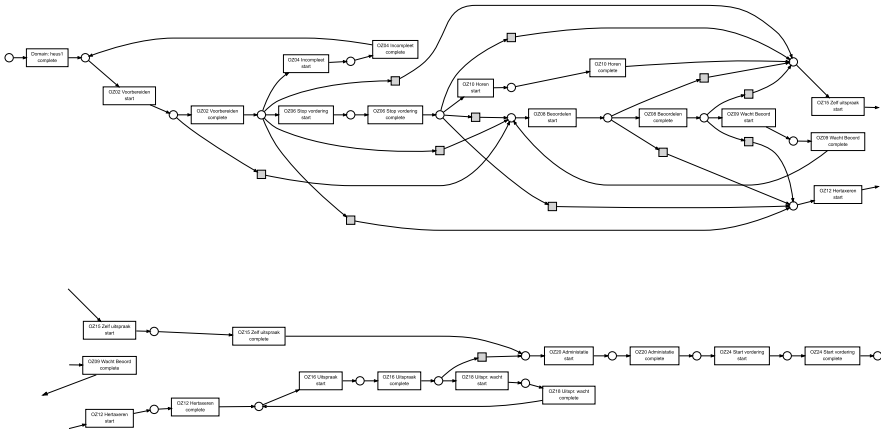 Domain: heus1
complete
OZ02 Voorbereiden
start
OZ02 Voorbereiden
complete
OZ04 Incompleet
start
OZ04 Incompleet
complete
OZ06 Stop vordering
start
OZ06 Stop vordering
complete
OZ10 Horen
start
OZ10 Horen
complete
OZ08 Beoordelen
start
OZ08 Beoordelen
complete
OZ09 Wacht Beoord
start
OZ15 Zelf uitspraak
start
OZ09 Wacht Beoord
complete
OZ12 Hertaxeren
start
OZ15 Zelf uitspraak
start
OZ15 Zelf uitspraak
complete
OZ09 Wacht Beoord
complete
OZ12 Hertaxeren
start
OZ12 Hertaxeren
complete
OZ16 Uitspraak
start
OZ16 Uitspraak
complete
OZ18 Uitspr. wacht
start
OZ18 Uitspr. wacht
complete
OZ20 Administatie
start
OZ20 Administatie
complete
OZ24 Start vordering
start
OZ24 Start vordering
complete